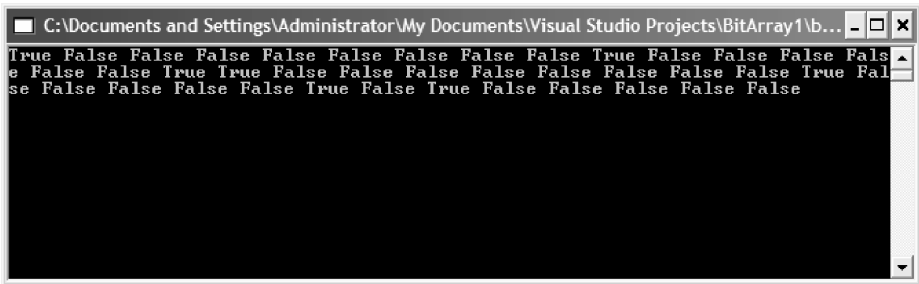 C:\Documents and Settings\Administrator\My Documents\Visual Studio Projects\BitArray1\b...
True False False False False False False False False True False False False Fals
e False False True True False False False False False False False False True Fal
se False False False False True False True False False False False False